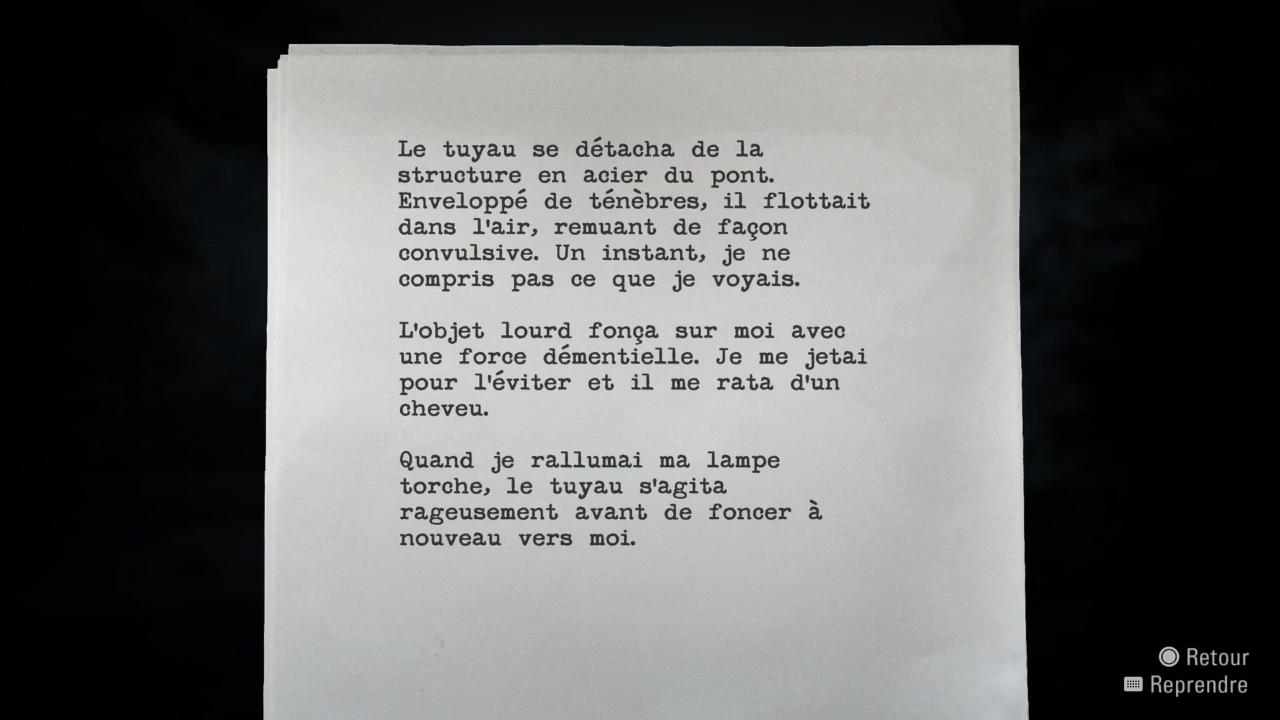 Le tuyau se détacha de la
structure en acier du pont.
Enveloppé de ténèbres, il flottait
dans l'air, remuant de façon
convulsive. Un instant, je ne
compris pas ce que je voyais.
L'objet lourd fonça sur moi avec
une force démentielle. Je me jetai
pour l'éviter et il me rata d'un
cheveu.
Quand je rallumai ma lampe
torche, le tuyau s'agita
rageusement avant de foncer à
nouveau vers moi.
Retour
Reprendre